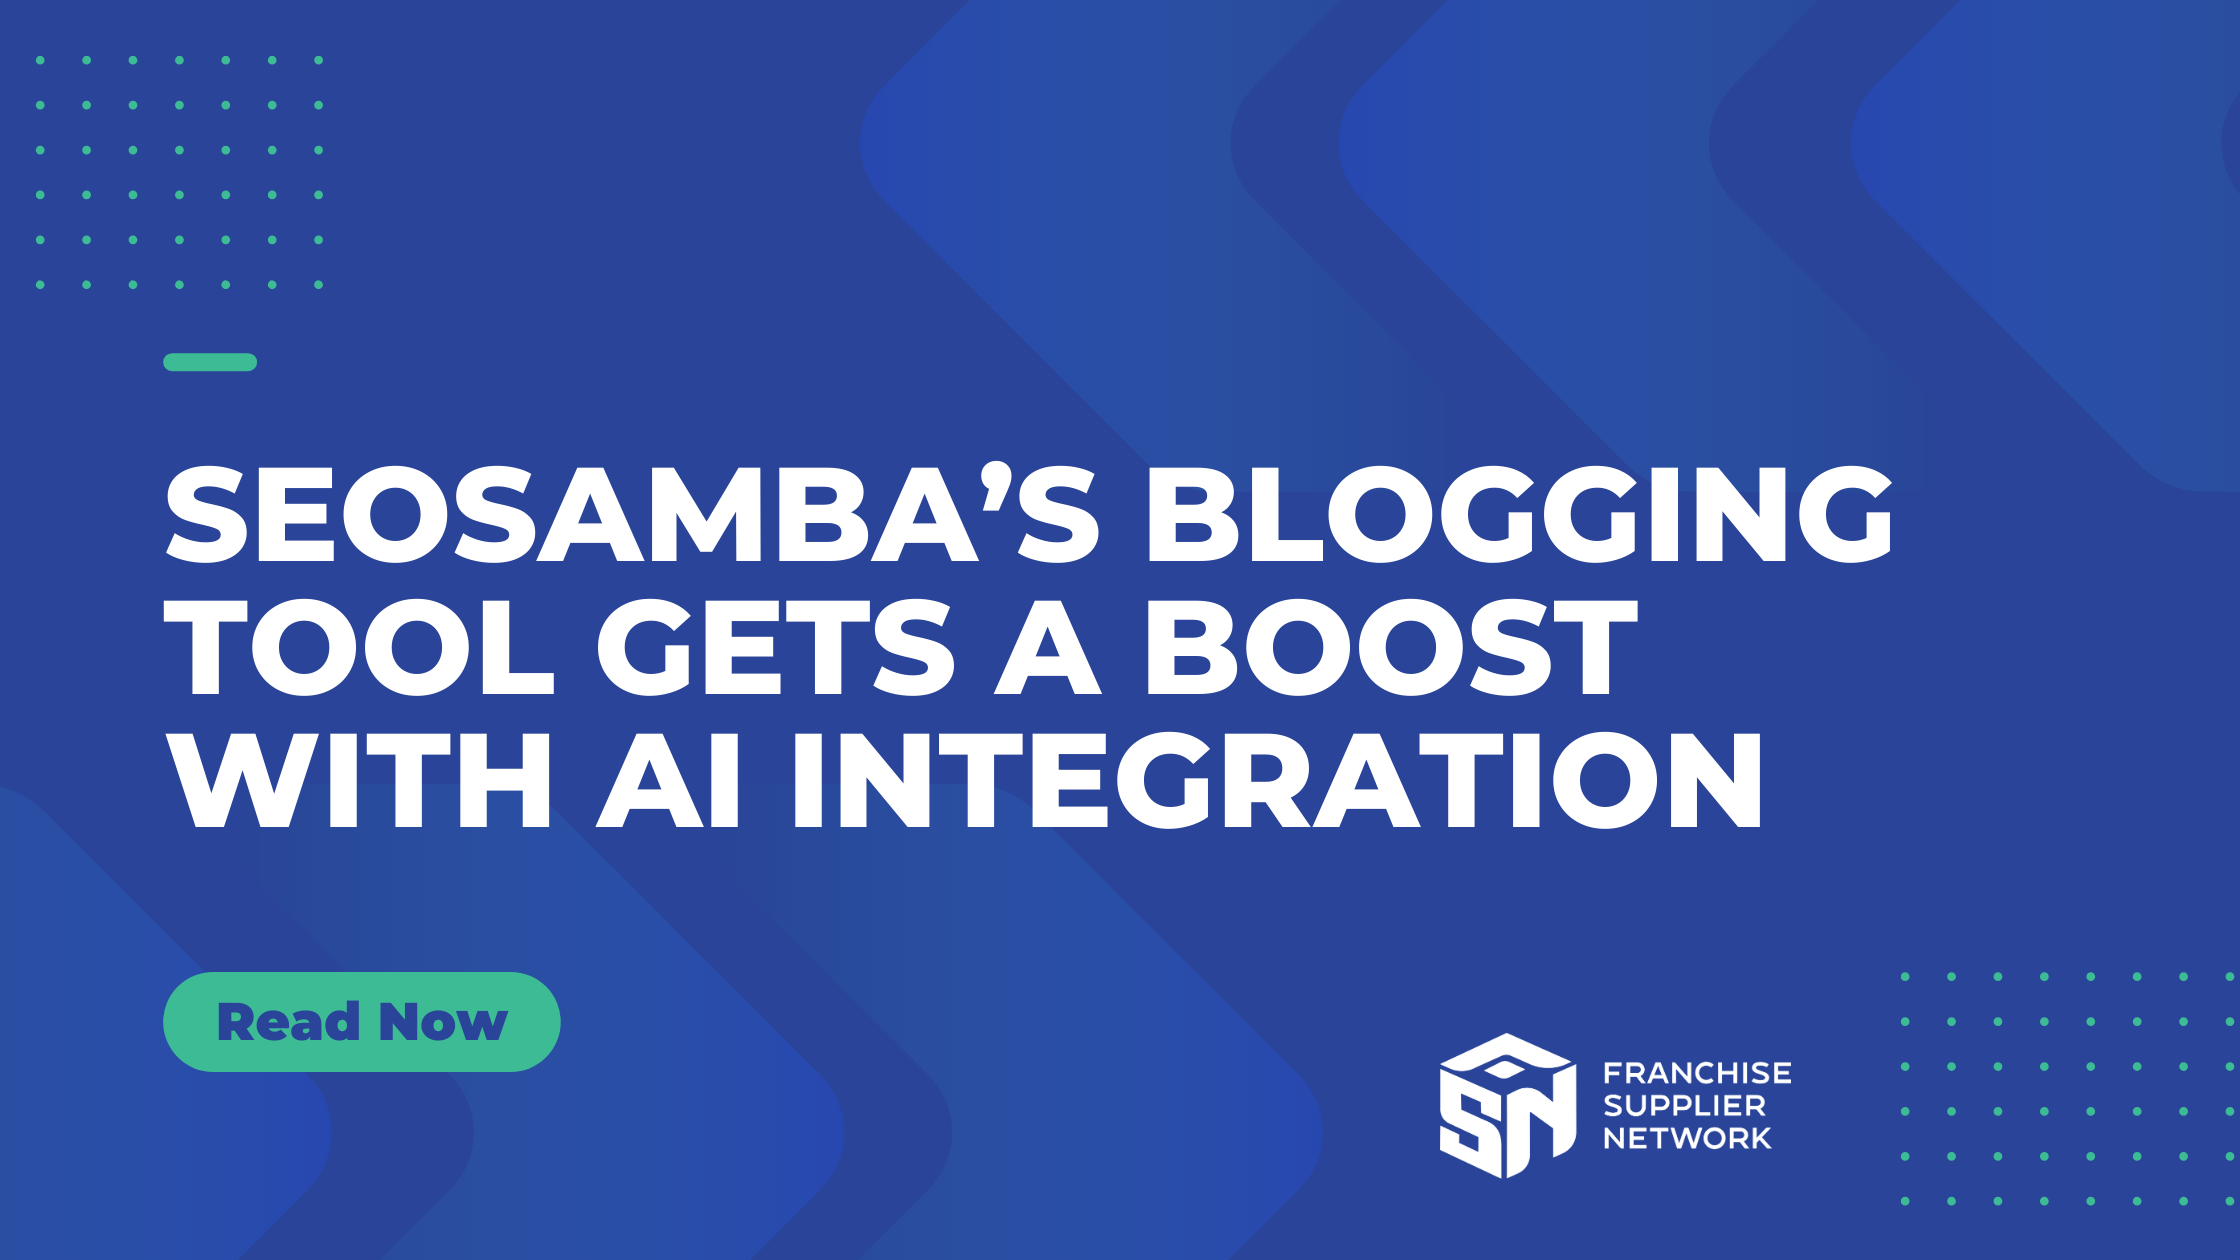 SEOSAMBA’S BLOGGING
TOOL GETS A BOOST
WITH AI INTEGRATION
Read Now
FRANCHISE
SUPPLIER
NETWORK